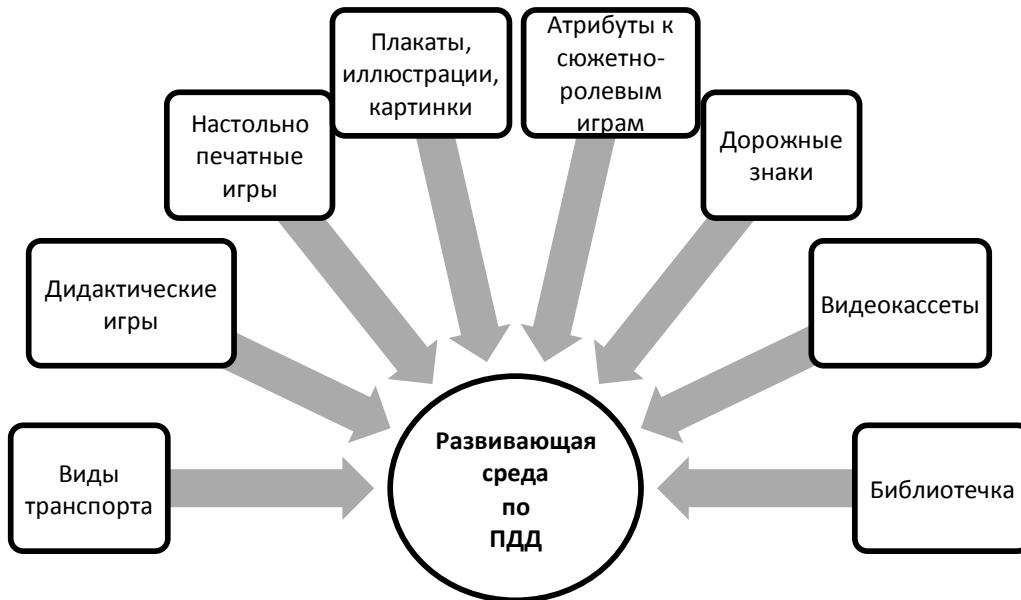 Виды
транспорта
Дидактические
игры
Настольно
печатные
игры
Плакаты,
иллюстрации,
картинки
Атрибуты к
сюжетно-
ролевым
играм
Дорожные
знаки
Видеокассеты
Библиотечка
Развивающая
среда
по
ПДД